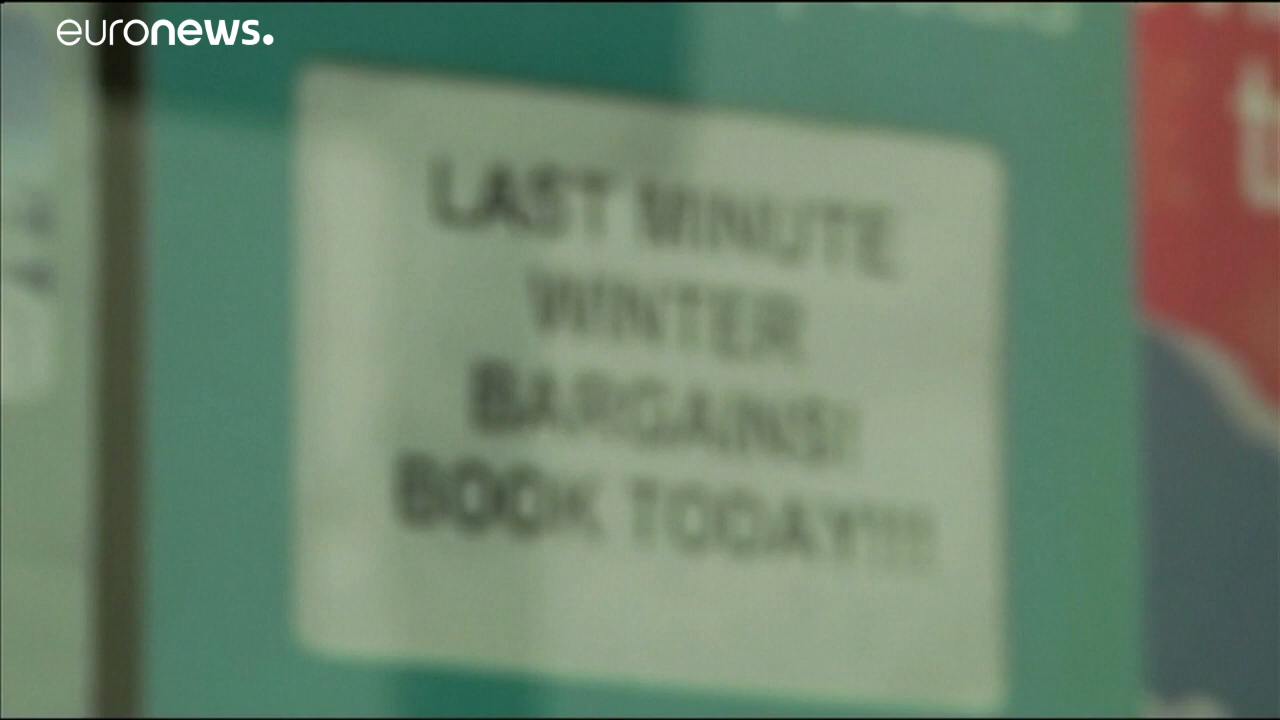 euronews.
LAST MINUTE
WINTER
BARGAINS!
BOOK TODAY!!!